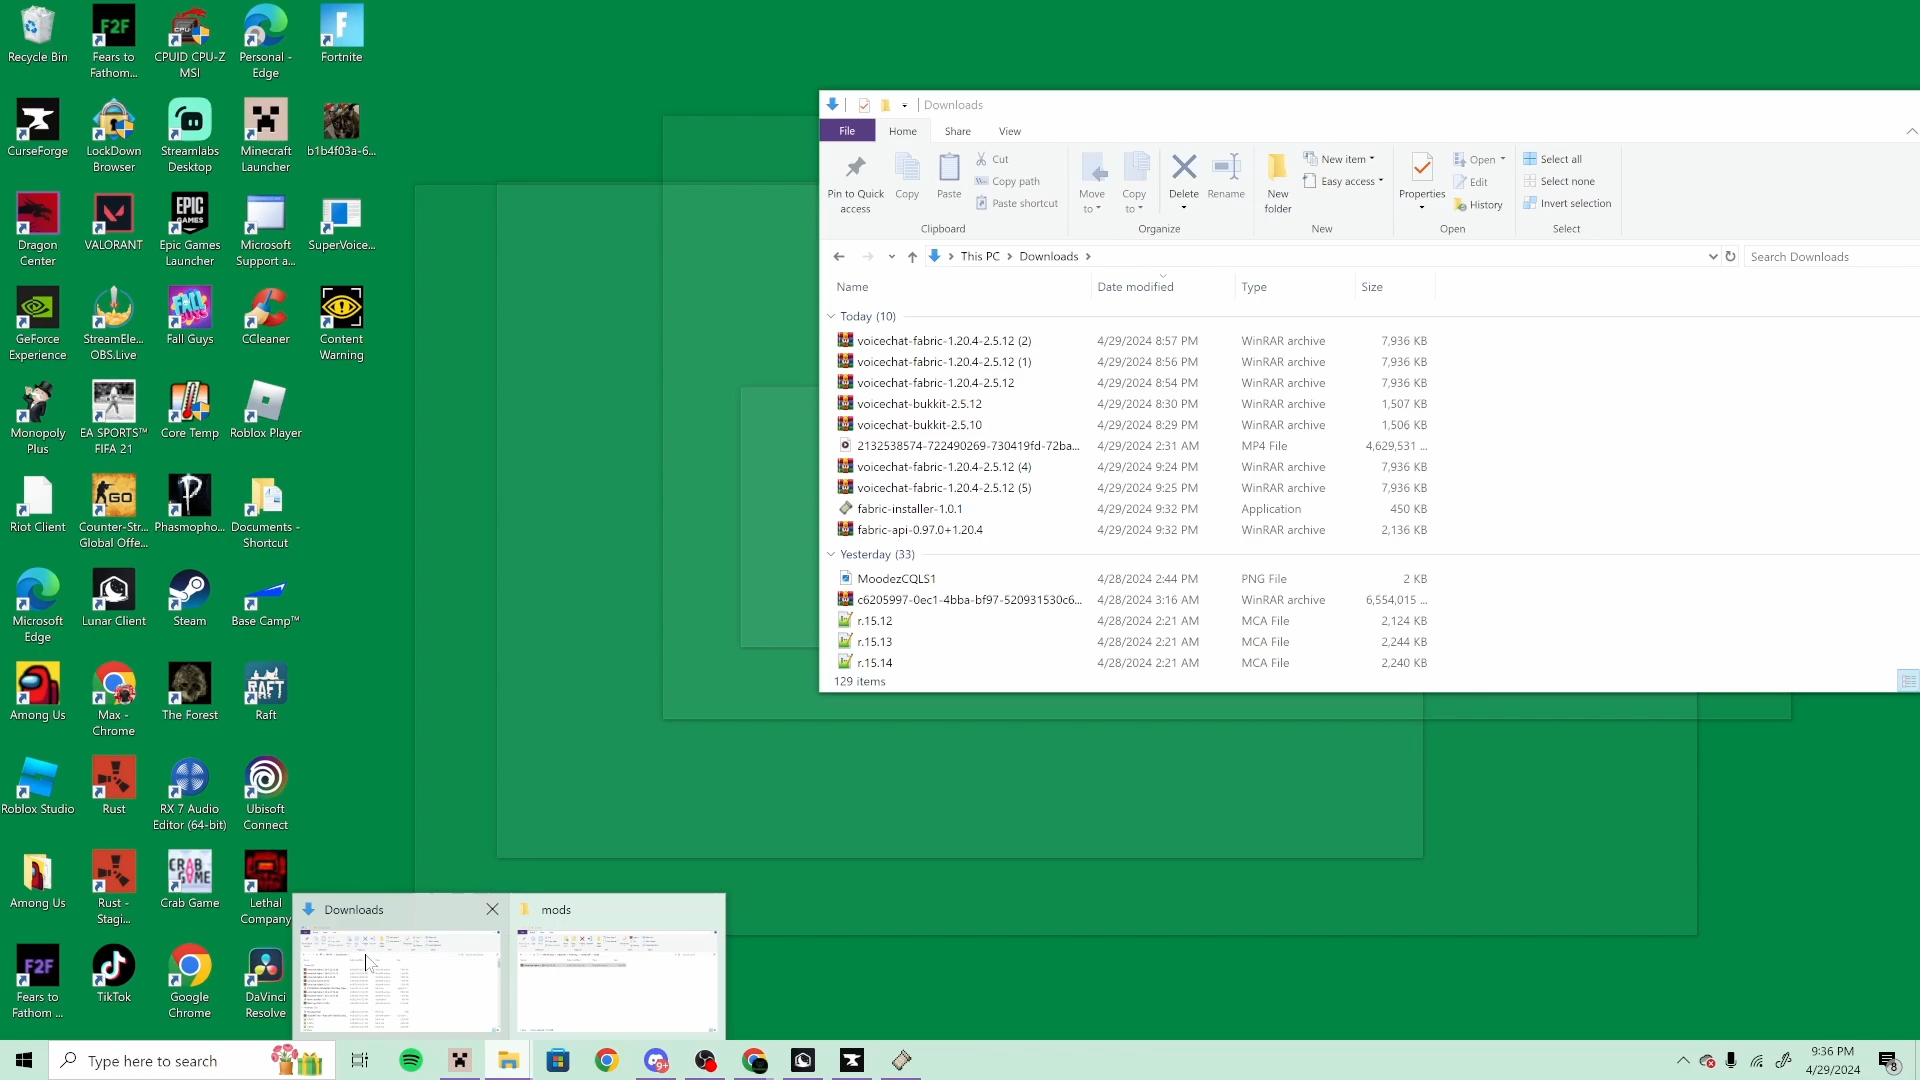 Recycle Bin
F2F
Fears to
Fathom...
CPU
CPUID CPU-Z
MSI
Personal -
Edge
F
Fortnite
CurseForge
LockDown
Browser
Streamlabs
Desktop
Minecraft
Launcher
b1b4f03a-6...
Dragon
Center
VALORANT
EPIC
GAMES
Epic Games
Launcher
Microsoft
Support a...
SuperVoice...
GeForce
Experience
StreamEle...
OBS.Live
FALL GUYS
Fall Guys
CCleaner
Content
Warning
Monopoly
Plus
EA SPORTS™
FIFA 21
Core Temp
Roblox Player
Riot Client
GO
Counter-Str...
Global Offe...
Phasmopho...
Documents -
Shortcut
Microsoft
Edge
Lunar Client
Steam
Base Camp™
Among Us
Max -
Chrome
The Forest
RAFT
Raft
Roblox Studio
Rust
RX 7 Audio
Editor (64-bit)
Ubisoft
Connect
Among Us
Rust -
Stagi...
CRAB
GAME
Crab Game
Lethal
Company
F2F
Fears to
Fathom ...
TikTok
Google
Chrome
DaVinci
Resolve
Downloads
File
Home
Share
View
Pin to Quick
access
Copy
Paste
Cut
Copy path
Paste shortcut
Clipboard
Move
to
Copy
to
Delete
Rename
Organize
New
folder
New item
Easy access
New
Properties
Open
Edit
History
Open
Select all
Select none
Invert selection
Select
This PC
Downloads
Search Downloads
Name
Date modified
Type
Size
Today (10)
voicechat-fabric-1.20.4-2.5.12 (2) 4/29/2024 8:57 PM WinRAR archive 7,936 KB
voicechat-fabric-1.20.4-2.5.12 (1) 4/29/2024 8:56 PM WinRAR archive 7,936 KB
voicechat-fabric-1.20.4-2.5.12 4/29/2024 8:54 PM WinRAR archive 7,936 KB
voicechat-bukkit-2.5.12 4/29/2024 8:30 PM WinRAR archive 1,507 KB
voicechat-bukkit-2.5.10 4/29/2024 8:29 PM WinRAR archive 1,506 KB
2132538574-722490269-730419fd-72ba... 4/29/2024 2:31 AM MP4 File 4,629,531 ...
voicechat-fabric-1.20.4-2.5.12 (4) 4/29/2024 9:24 PM WinRAR archive 7,936 KB
voicechat-fabric-1.20.4-2.5.12 (5) 4/29/2024 9:25 PM WinRAR archive 7,936 KB
fabric-installer-1.0.1 4/29/2024 9:32 PM Application 450 KB
fabric-api-0.97.0+1.20.4 4/29/2024 9:32 PM WinRAR archive 2,136 KB
Yesterday (33)
MoodezCQLS1 4/28/2024 2:44 PM PNG File 2 KB
c6205997-0ec1-4bba-bf97-520931530c6... 4/28/2024 3:16 AM WinRAR archive 6,554,015 ...
r.15.12 4/28/2024 2:21 AM MCA File 2,124 KB
r.15.13 4/28/2024 2:21 AM MCA File 2,244 KB
r.15.14 4/28/2024 2:21 AM MCA File 2,240 KB
129 items
Downloads
mods
Type here to search
9+
9:36 PM
4/29/2024
8